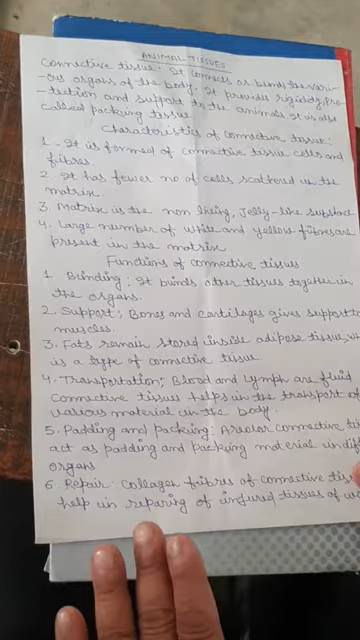 ANIMAL TISSUES
Connective tissue: It connects or binds the vari-
-ous organs of the body. It provides rigidity, Pro-
-tection and support to the animals. It is also
called packing tissue
Characteristics of connective tissue:
1. It is formed of connective tissue cells and
fibres.
2. It has fewer no of cells scattered in the
matrix.
3. Matrix is the non living, Jelly-like substance
4. Large number of white and yellow fibres are
present in the matrix
Functions of connective tissues
1 Binding: It binds other tissues together in
the organs.
2. Support: Bones and cartilages gives support to
muscles.
3. Fats remain stored inside adipose tissue, wh
is a type of connective tissue
4. Transportation: Blood and Lymph are fluid
connective tissues helps in the transport of
various material in the body.
5. Padding and packing: Areolar connective tis
act as padding and packing material in dif
organs
6. Repair: Collagen fibres of connective tiss
help in reparing of injured tissues of